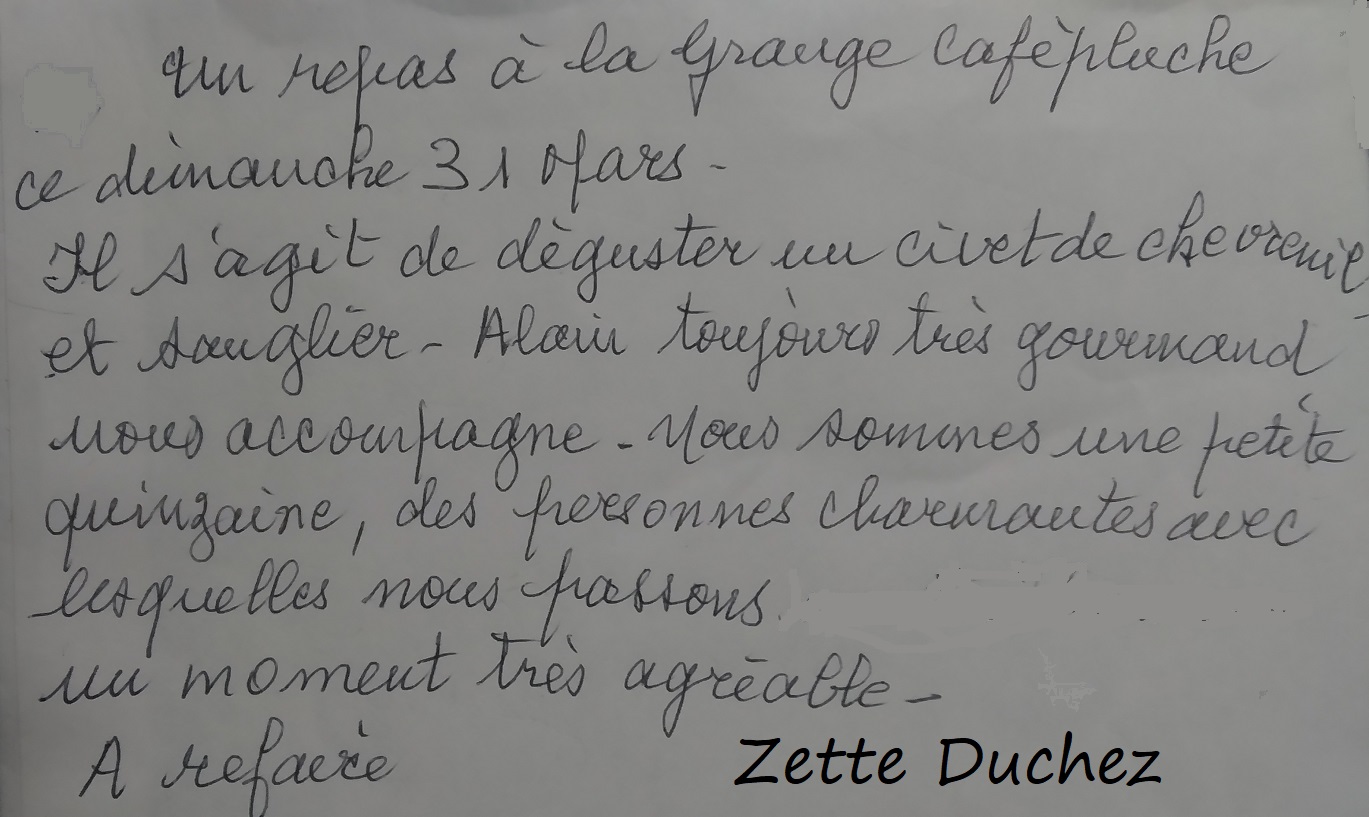 Un repas à la Grange Cafèpluche
ce dimanche 31 Mars -
Il s'agit de dèguster un civet de chevreuil
et sanglier - Alain toujours très gourmand
nous accompagne - Nous sommes une petite
quinzaine, des personnes charmantes avec
lesquelles nous passons
un moment très agréable -
A refaire
Zette Duchez